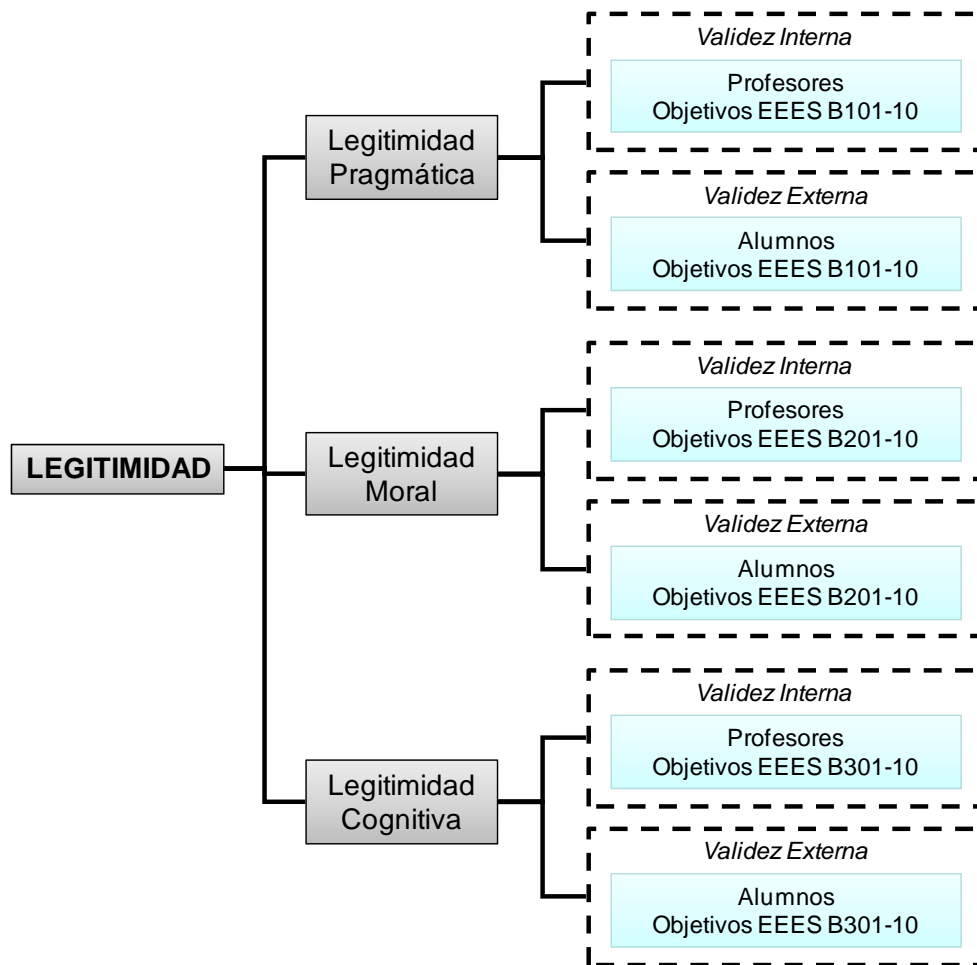 Validez Interna
Profesores
Objetivos EEES B101-10
Legitimidad
Pragmática
Validez Externa
Alumnos
Objetivos EEES B101-10
Validez Interna
Profesores
Objetivos EEES B201-10
LEGITIMIDAD
Legitimidad
Moral
Validez Externa
Alumnos
Objetivos EEES B201-10
Validez Interna
Profesores
Objetivos EEES B301-10
Legitimidad
Cognitiva
Validez Externa
Alumnos
Objetivos EEES B301-10